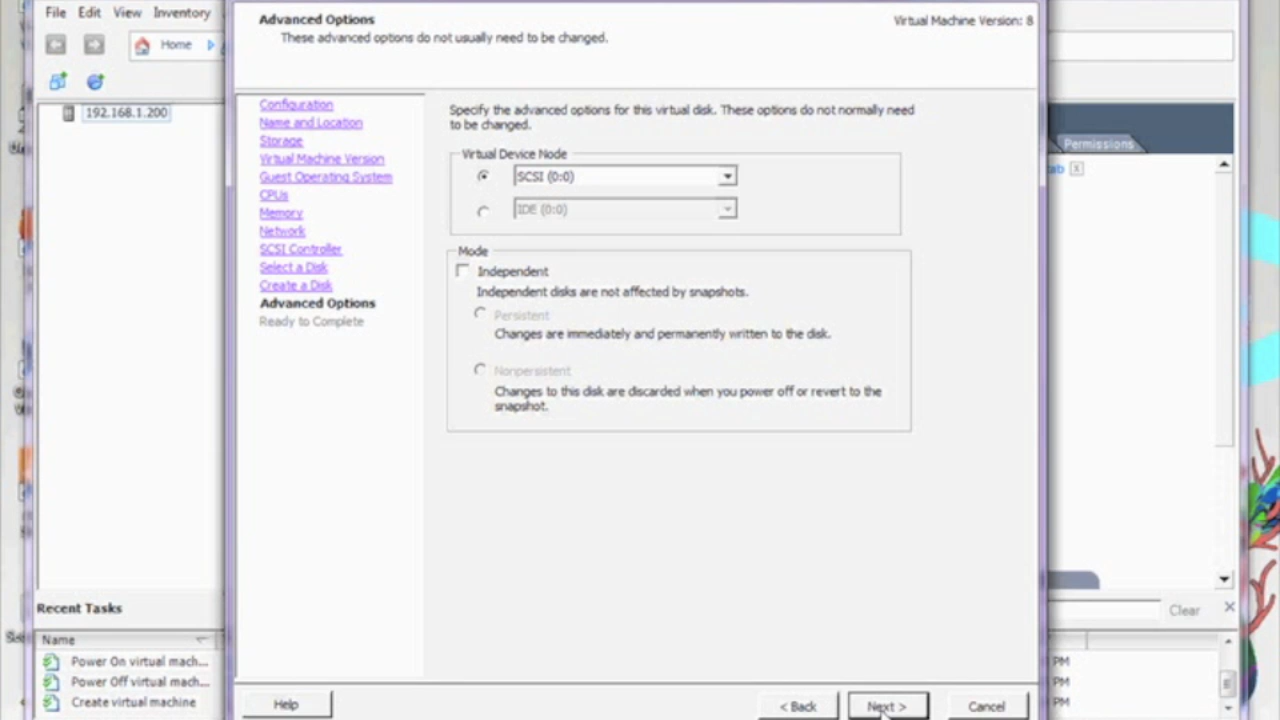 File Edit View Inventory
Home
192.168.1.200
Advanced Options
These advanced options do not usually need to be changed.
Virtual Machine Version: 8
Configuration
Name and Location
Storage
Virtual Machine Version
Guest Operating System
CPUs
Memory
Network
SCSI Controller
Select a Disk
Create a Disk
Advanced Options
Ready to Complete
Specify the advanced options for this virtual disk. These options do not normally need
to be changed.
Virtual Device Node
SCSI (0:0)
IDE (0:0)
Mode
Independent
Independent disks are not affected by snapshots.
Persistent
Changes are immediately and permanently written to the disk.
Nonpersistent
Changes to this disk are discarded when you power off or revert to the
snapshot.
Permissions
ab x
Help
< Back
Next >
Cancel
Recent Tasks
Clear
Name
Power On virtual mach... PM
Power Off virtual mach... PM
Create virtual machine PM